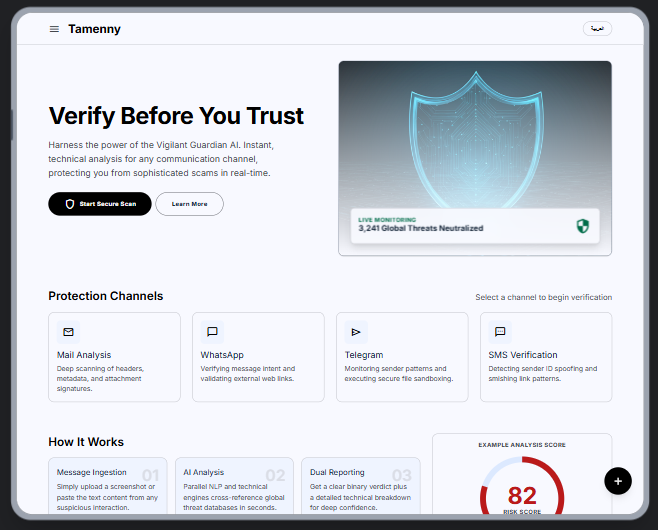 Tamenny
Verify Before You Trust
Harness the power of the Vigilant Guardian AI. Instant,
technical analysis for any communication channel,
protecting you from sophisticated scams in real-time.
Start Secure Scan
Learn More
LIVE MONITORING
3,241 Global Threats Neutralized
Protection Channels
Select a channel to begin verification
Mail Analysis
Deep scanning of headers,
metadata, and attachment
signatures.
WhatsApp
Verifying message intent and
validating external web links.
Telegram
Monitoring sender patterns and
executing secure file sandboxing.
SMS Verification
Detecting sender ID spoofing and
smishing link patterns.
How It Works
Message Ingestion
01
Simply upload a screenshot or
paste the text content from any
suspicious interaction.
AI Analysis
02
Parallel NLP and technical
engines cross-reference global
threat databases in seconds.
Dual Reporting
03
Get a clear binary verdict plus
a detailed technical breakdown
for deep confidence.
EXAMPLE ANALYSIS SCORE
82
RISK SCORE